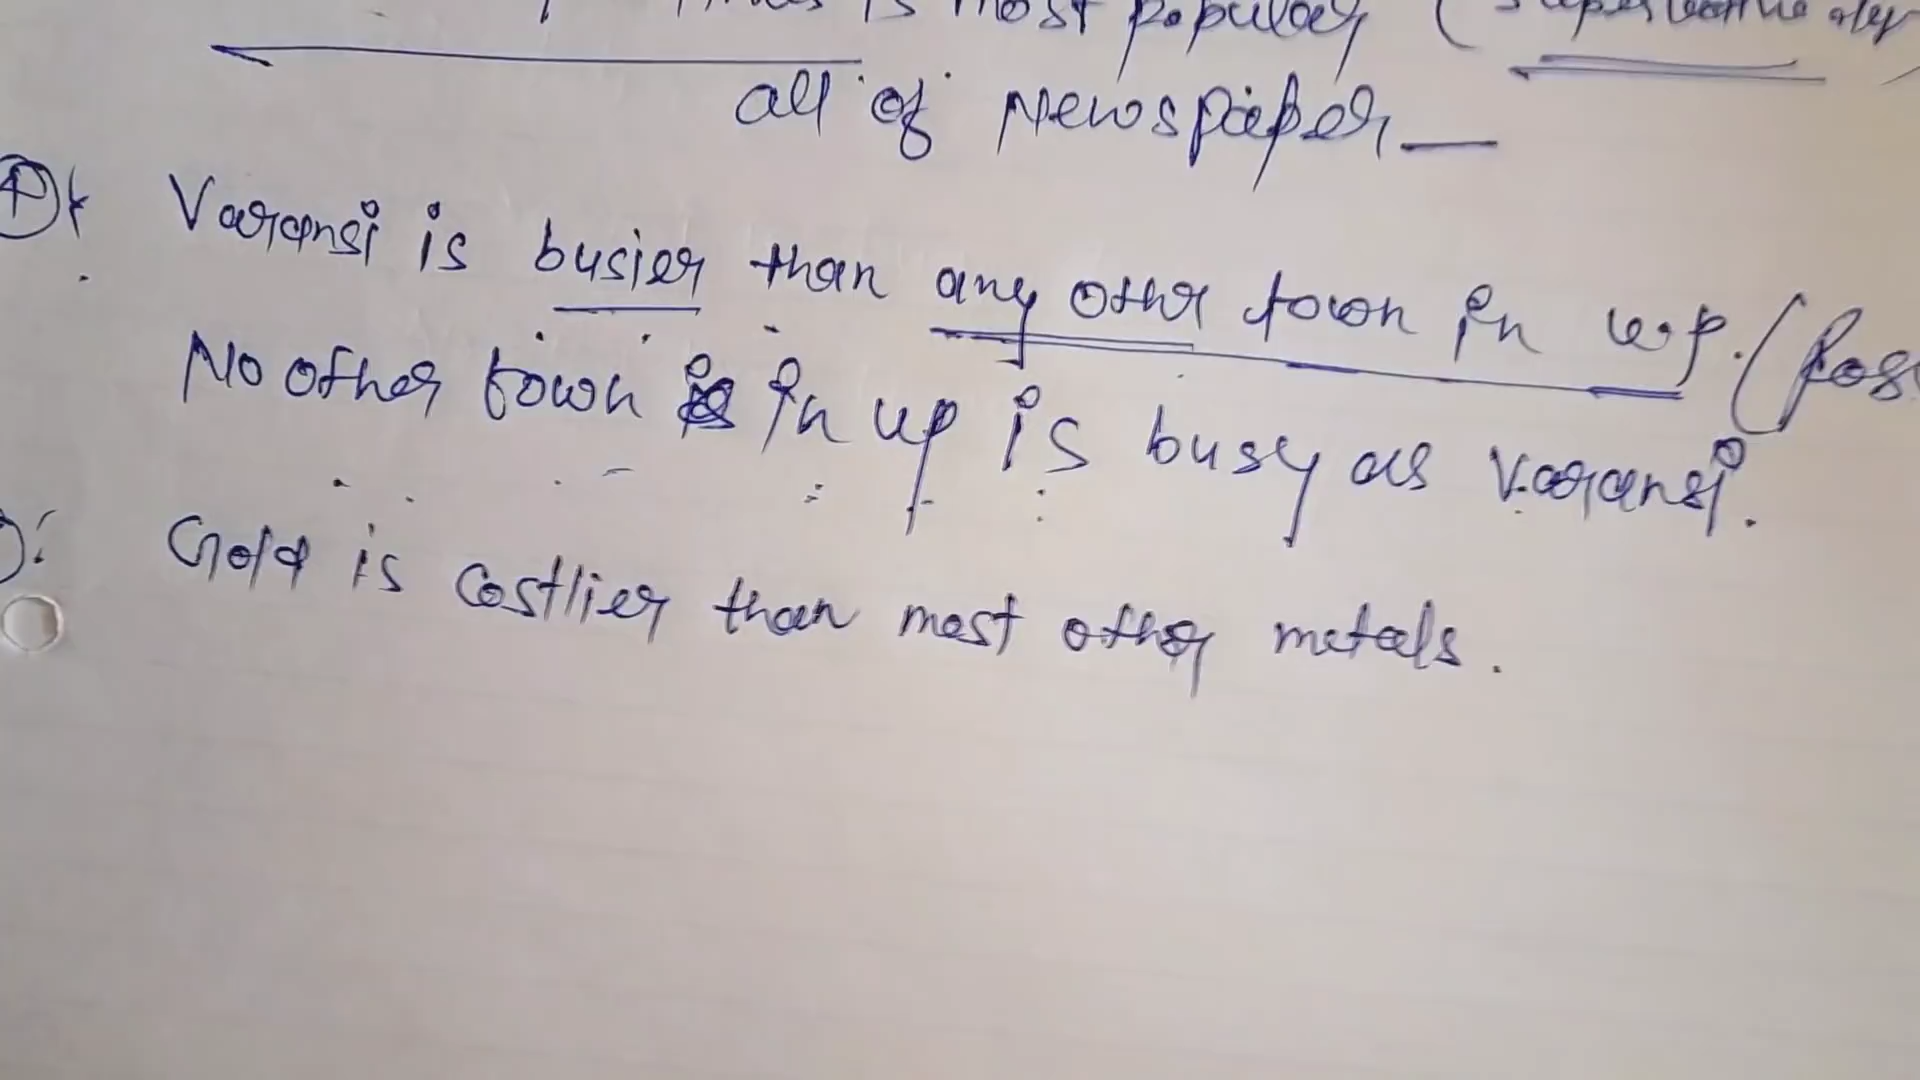 is most popular (
all of Newspaper
Varansi is busier than any other town in u.p. (Pos
No other town in up is busy as Varansi.
Gold is costlier than most other metals.